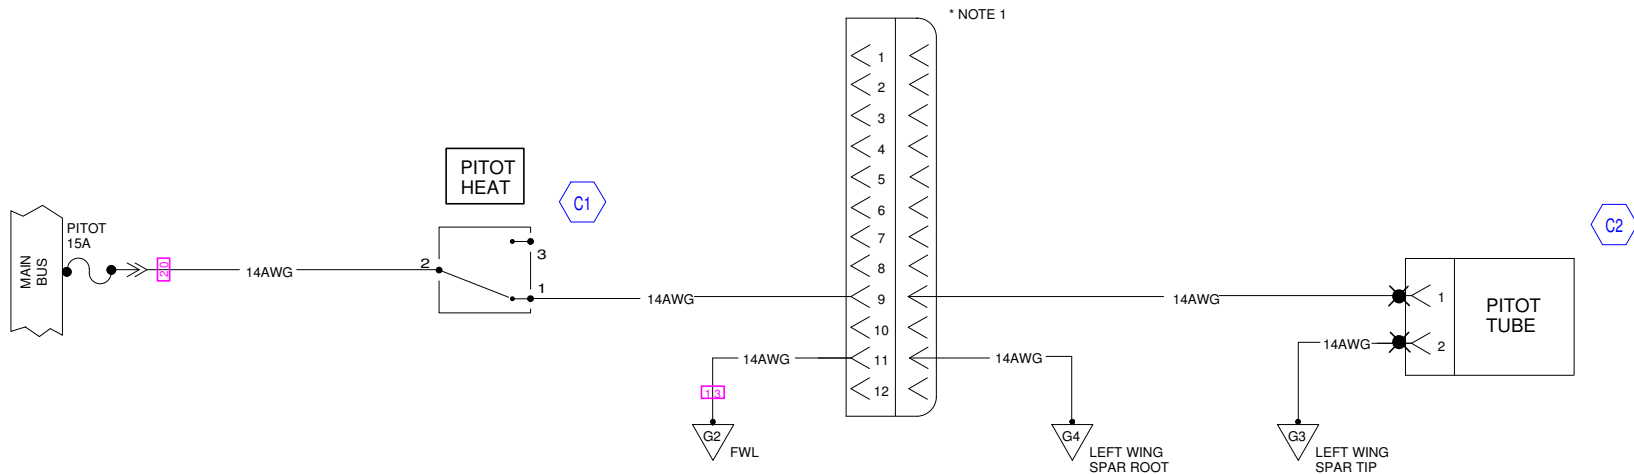 * NOTE 1
1
2
3
4
5
6
7
8
9
10
11
12
PITOT
HEAT
C1
MAIN
BUS
PITOT
15A
20
14AWG
2
3
1
14AWG
14AWG
C2
1
2
PITOT
TUBE
14AWG
13
G2
FWL
14AWG
G4
LEFT WING
SPAR ROOT
14AWG
G3
LEFT WING
SPAR TIP